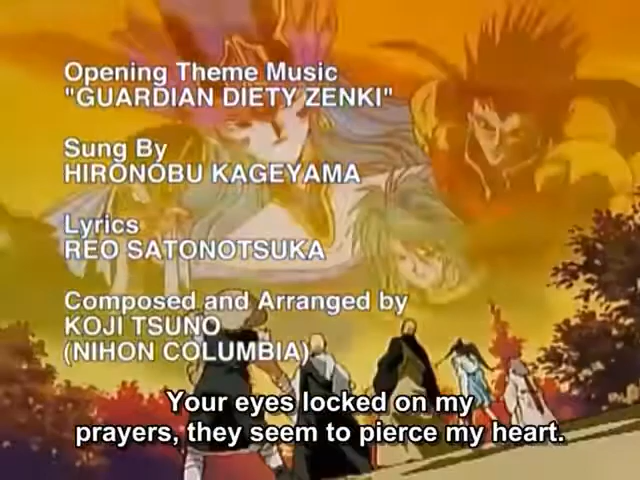 Opening Theme Music
"GUARDIAN DIETY ZENKI"
Sung By
HIRONOBU KAGEYAMA
Lyrics
REO SATONOTSUKA
Composed and Arranged by
KOJI TSUNO
(NIHON COLUMBIA)
Your eyes locked on my
prayers, they seem to pierce my heart.